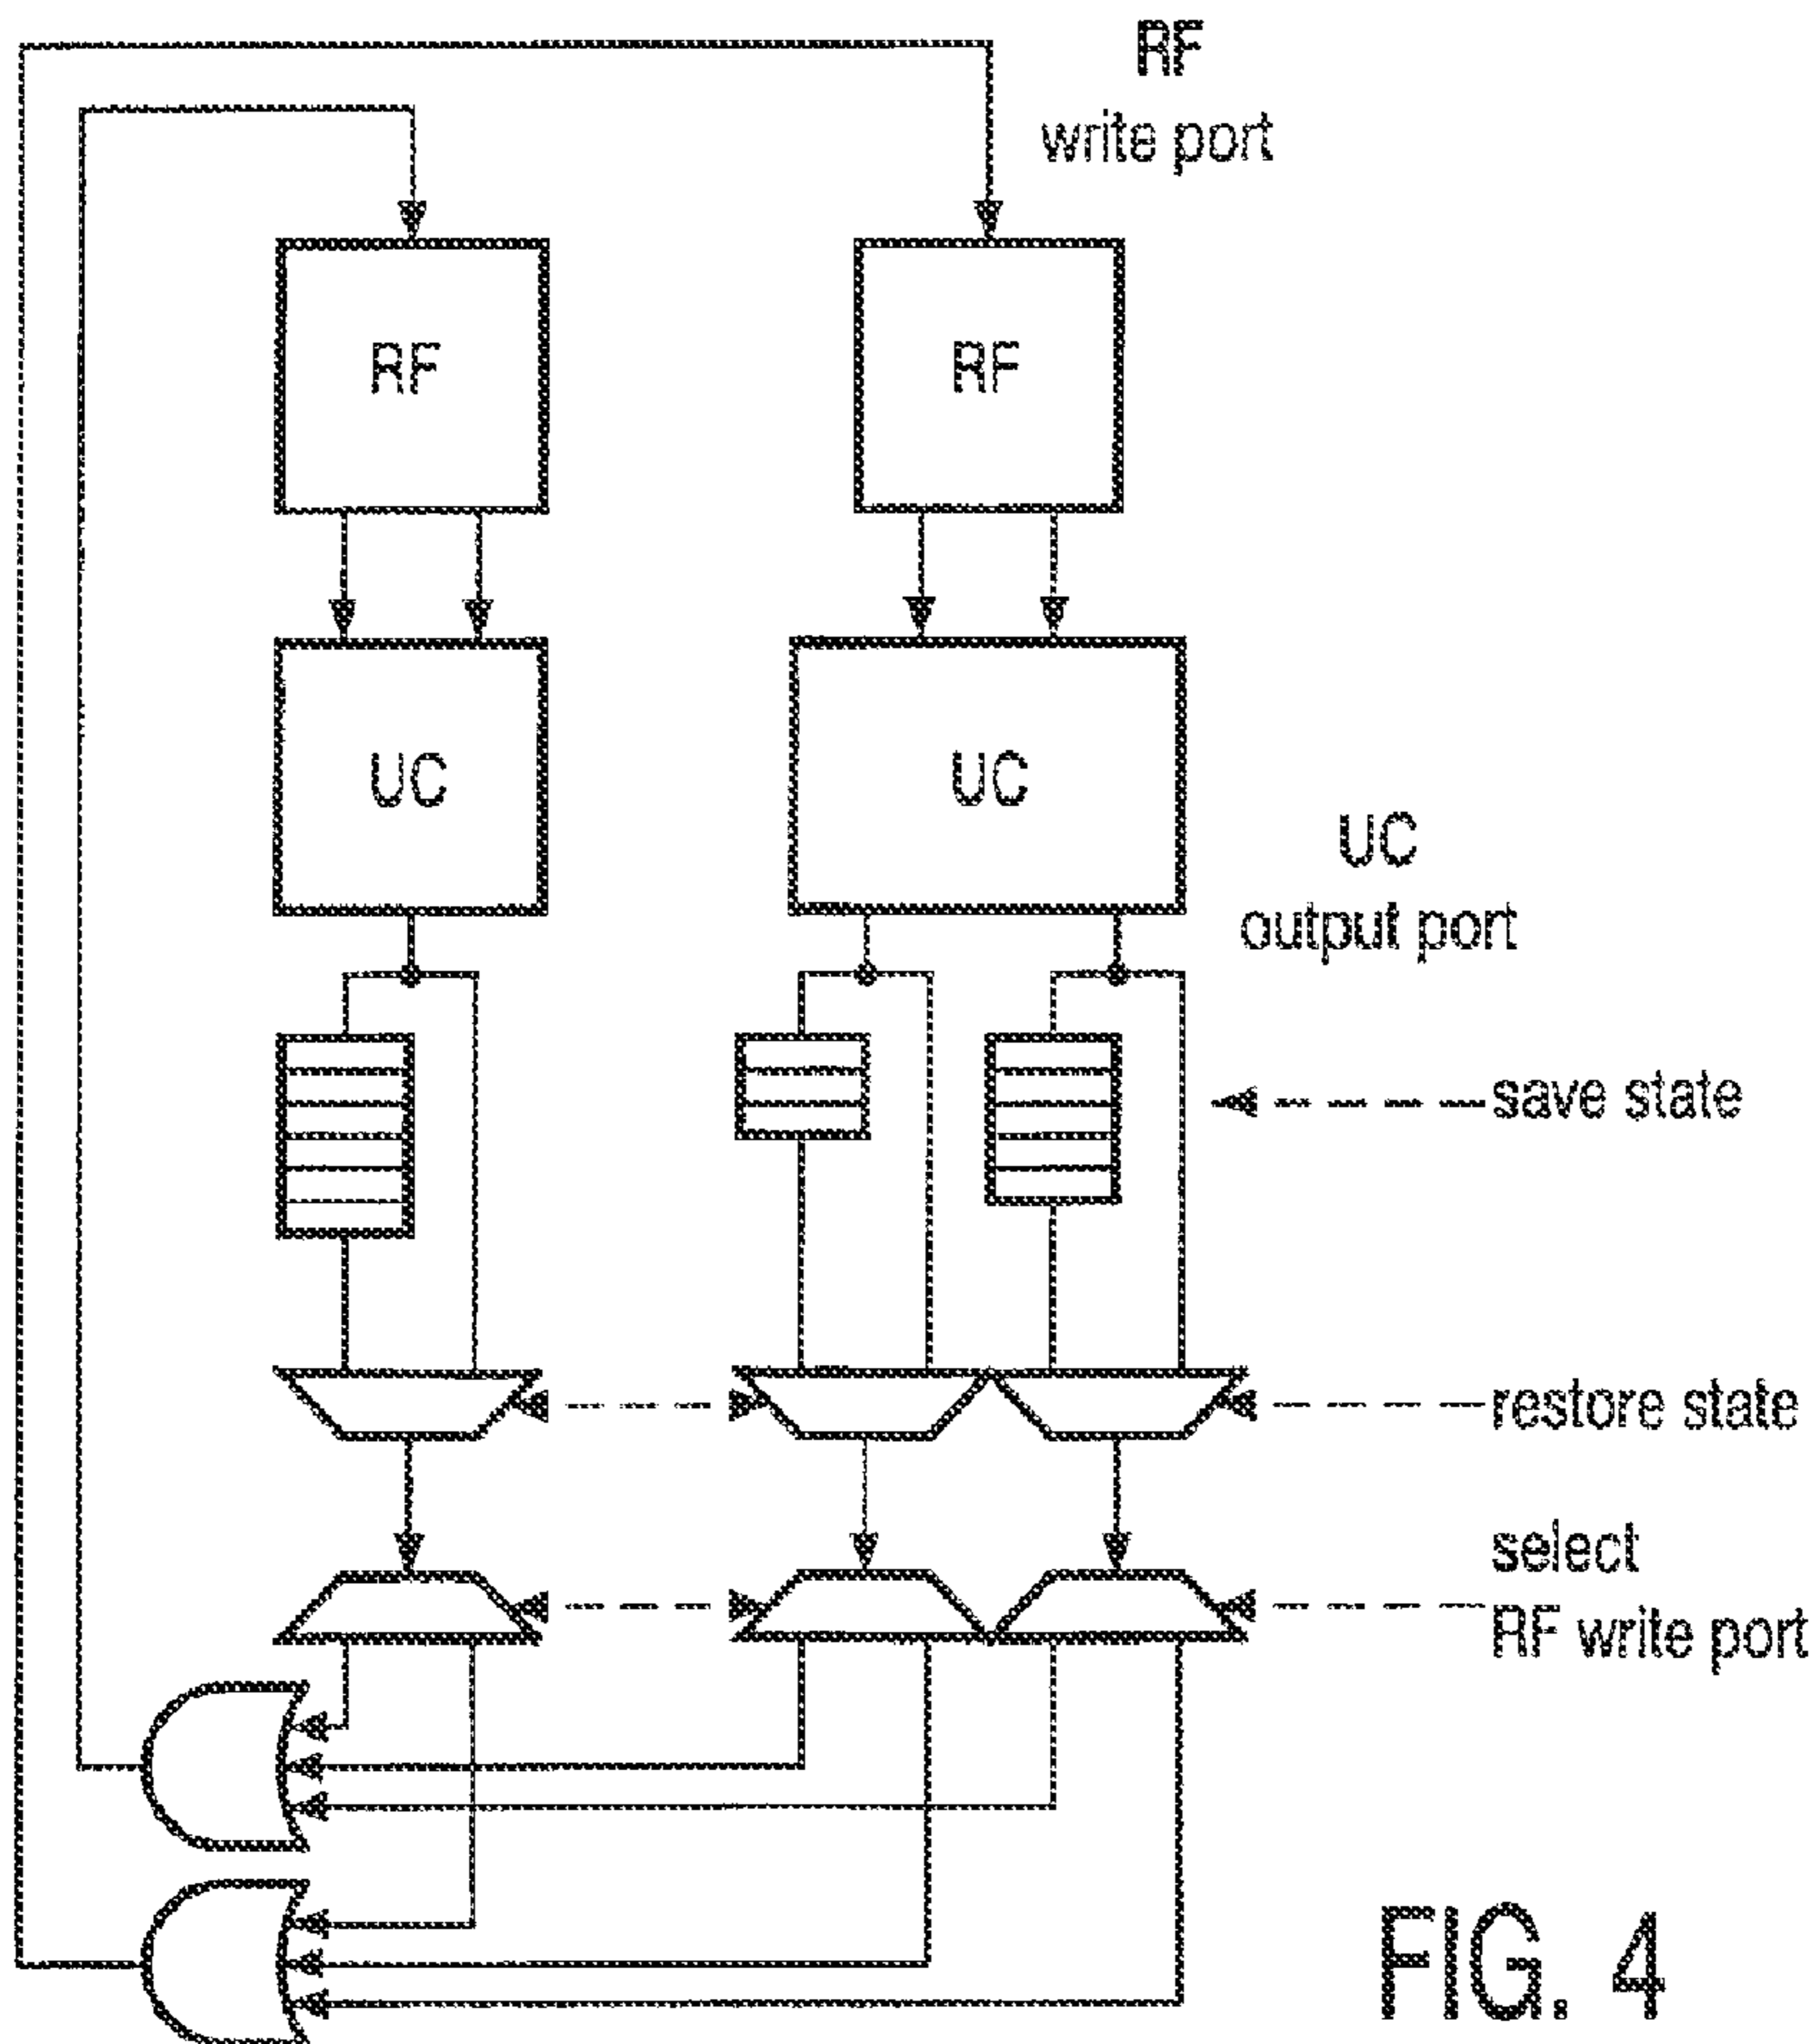 RF
write port
RF
RF
UC
UC
UC
output port
save state
restore state
select
RF write port
FIG. 4